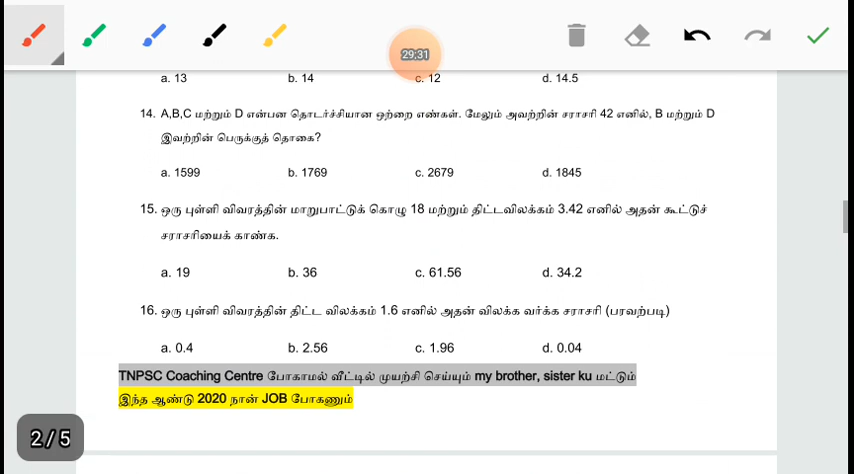 29:31
a. 13 b. 14 c. 12 d. 14.5
14. A,B,C மற்றும் D என்பன தொடர்ச்சியான ஒற்றை எண்கள். மேலும் அவற்றின் சராசரி 42 எனில், B மற்றும் D
இவற்றின் பெருக்குத் தொகை?
a. 1599 b. 1769 c. 2679 d. 1845
15. ஒரு புள்ளி விவரத்தின் மாறுபாட்டுக் கொழு 18 மற்றும் திட்டவிலக்கம் 3.42 எனில் அதன் கூட்டுச்
சராசரியைக் காண்க.
a. 19 b. 36 c. 61.56 d. 34.2
16. ஒரு புள்ளி விவரத்தின் திட்ட விலக்கம் 1.6 எனில் அதன் விலக்க வர்க்க சராசரி (பரவற்படி)
a. 0.4 b. 2.56 c. 1.96 d. 0.04
TNPSC Coaching Centre போகாமல் வீட்டில் முயற்சி செய்யும் my brother, sister ku மட்டும்
இந்த ஆண்டு 2020 நான் JOB போகணும்
2/5